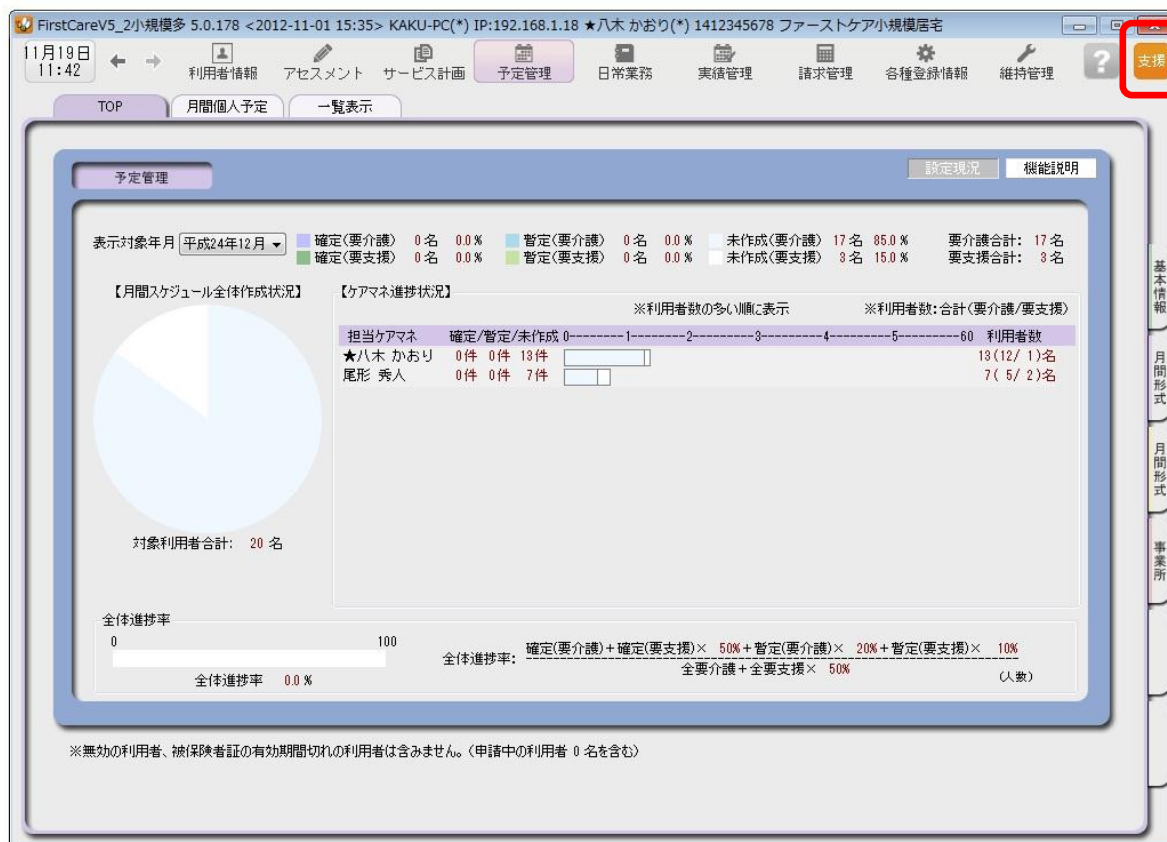 FirstCareV5_2小規模多 5.0.178 <2012-11-01 15:35> KAKU-PC(*) IP:192.168.1.18 ★八木 かおり(*) 1412345678 ファーストケア小規模居宅
11月19日
11:42
利用者情報 アセスメント サービス計画 予定管理 日常業務 実績管理 請求管理 各種登録情報 維持管理 ? 支援
TOP 月間個人予定 一覧表示
予定管理 設定現況 機能説明
表示対象年月 平成24年12月 確定(要介護) 0名 0.0% 暫定(要介護) 0名 0.0% 未作成(要介護) 17名 85.0% 要介護合計: 17名
確定(要支援) 0名 0.0% 暫定(要支援) 0名 0.0% 未作成(要支援) 3名 15.0% 要支援合計: 3名
【月間スケジュール全体作成状況】 【ケアマネ進捗状況】
※利用者数の多い順に表示 ※利用者数:合計(要介護/要支援)
担当ケアマネ 確定/暫定/未作成 0--------1--------2---------3---------4---------5---------60 利用者数
★八木 かおり 0件 0件 13件 13(12/ 1)名
尾形 秀人 0件 0件 7件 7( 5/ 2)名
対象利用者合計: 20 名
全体進捗率
0 100
全体進捗率 0.0%
全体進捗率: 確定(要介護)+確定(要支援)× 50%+暫定(要介護)× 20%+暫定(要支援)× 10%
全要介護+全要支援× 50% (人数)
※無効の利用者、被保険者証の有効期間切れの利用者は含みません。(申請中の利用者 0 名を含む)
基本情報
月間形式
月間形式
事業所